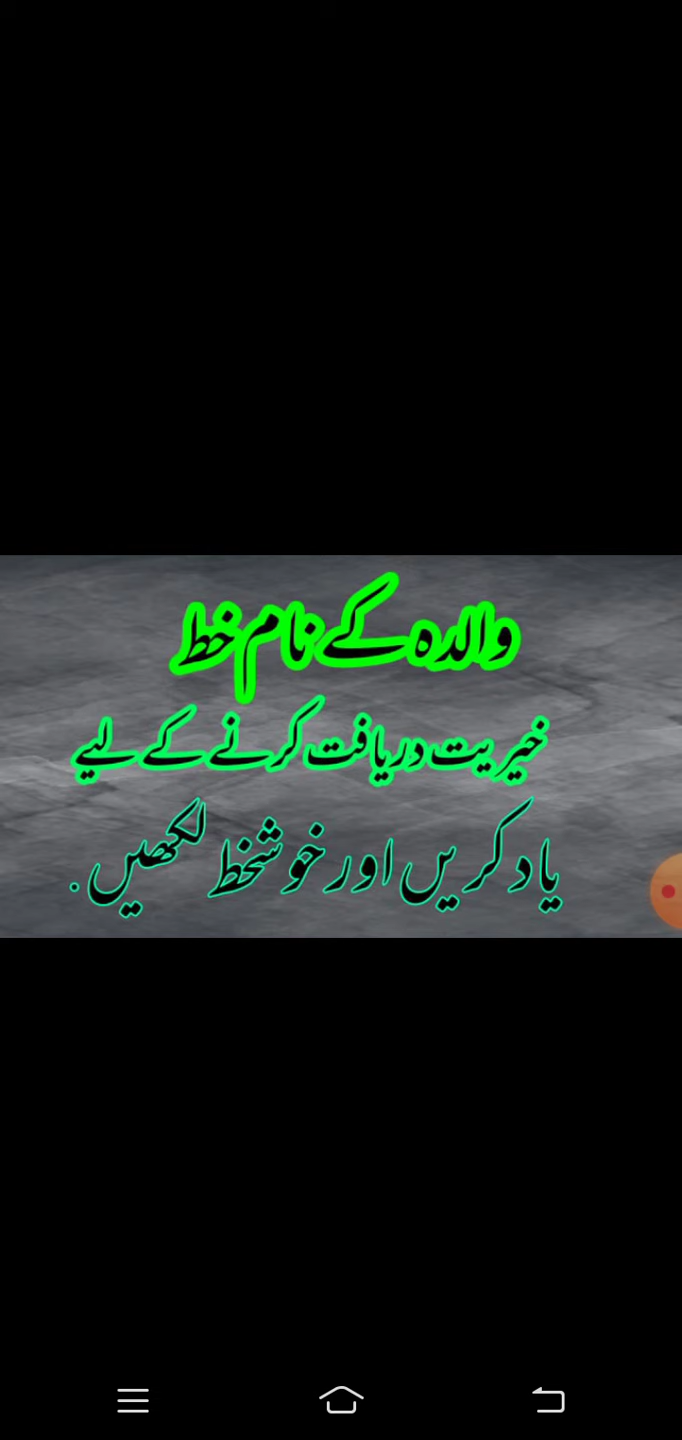 والدہ کے نام خط
خیریت دریافت کرنے کے لیے
یاد کریں اور خوشخط لکھیں.